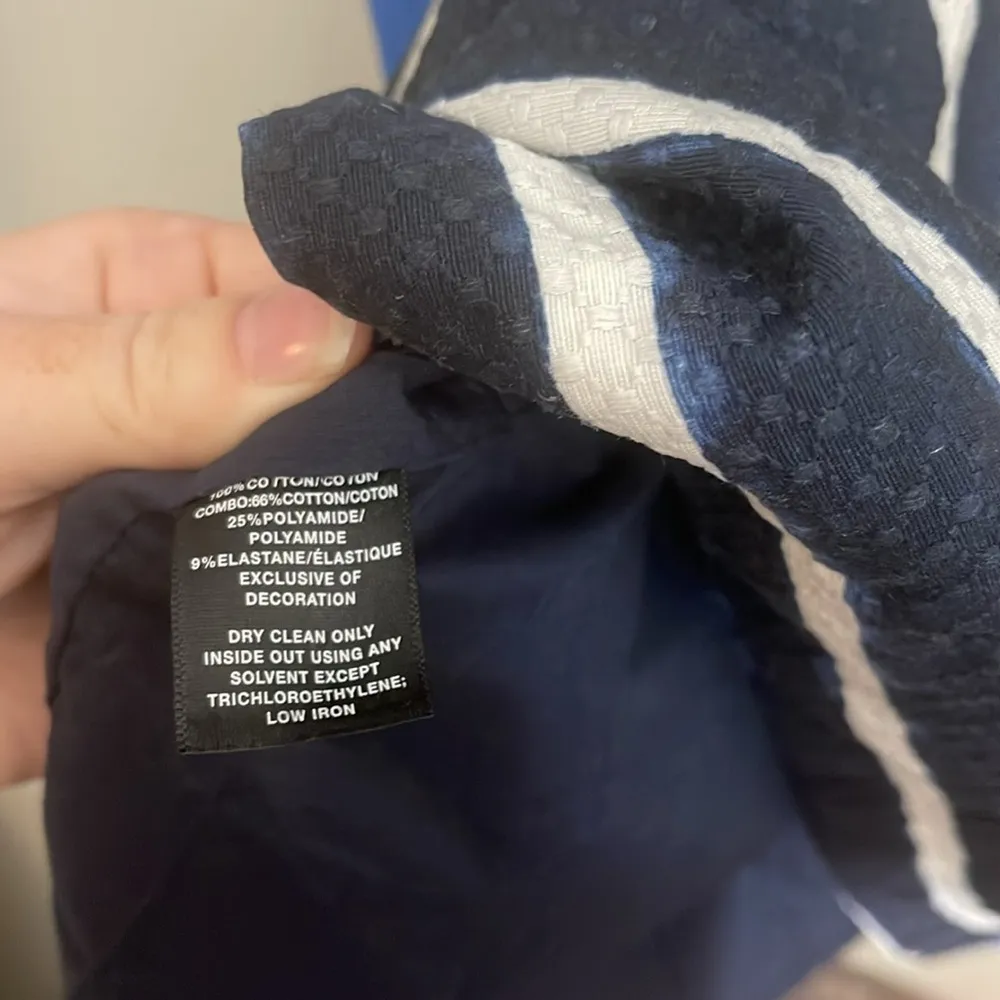 100%COTTON/COTON
COMBO:66%COTTON/COTON
25%POLYAMIDE/
POLYAMIDE
9%ELASTANE/ÉLASTIQUE
EXCLUSIVE OF
DECORATION
DRY CLEAN ONLY
INSIDE OUT USING ANY
SOLVENT EXCEPT
TRICHLOROETHYLENE;
LOW IRON